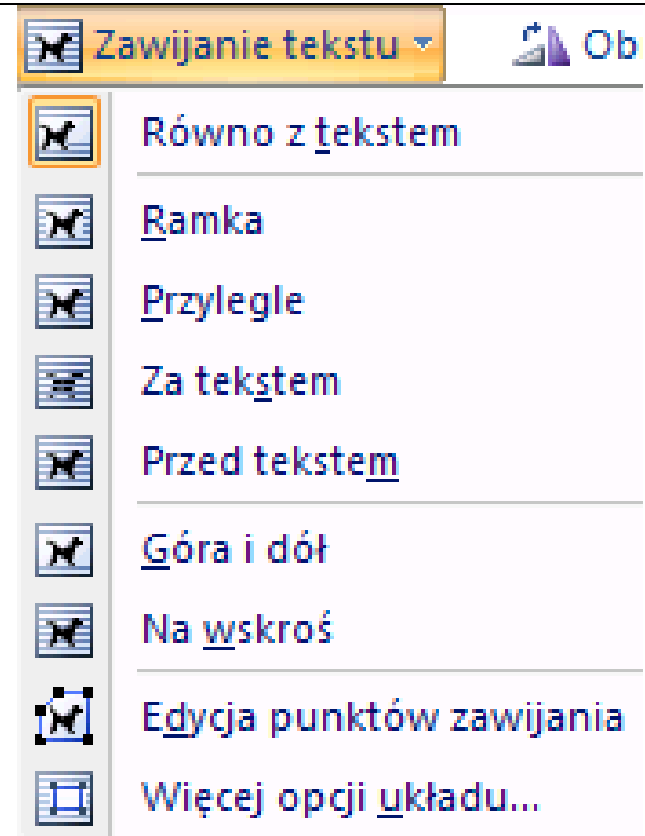 Zawijanie tekstu Ob
Równo z tekstem
Ramka
Przylegle
Za tekstem
Przed tekstem
Góra i dół
Na wskroś
Edycja punktów zawijania
Więcej opcji układu...